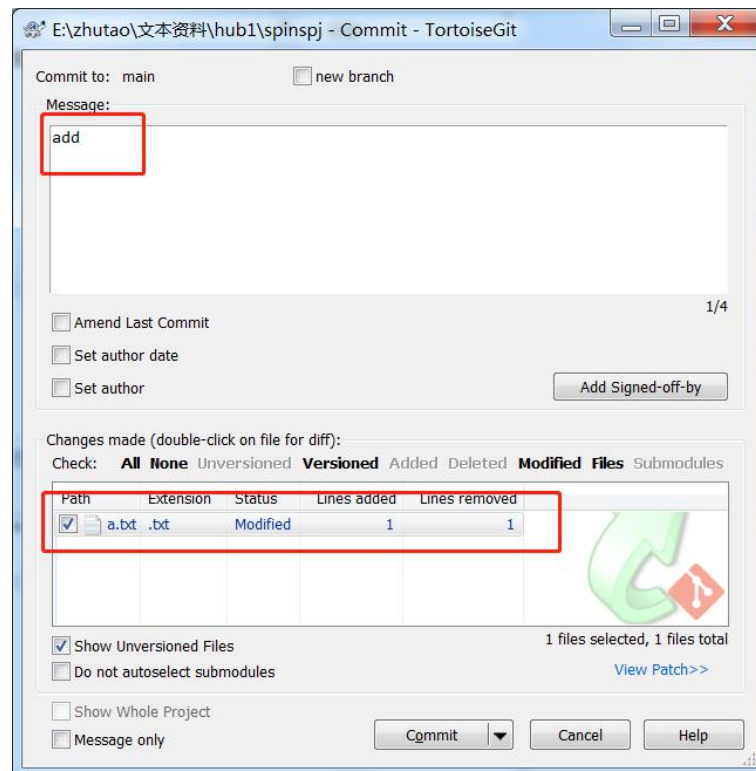 E:\zhutao\文本资料\hub1\spinspj - Commit - TortoiseGit
Commit to: main new branch
Message:
add
1/4
Amend Last Commit
Set author date
Set author Add Signed-off-by
Changes made (double-click on file for diff):
Check: All None Unversioned Versioned Added Deleted Modified Files Submodules
Path Extension Status Lines added Lines removed
a.txt .txt Modified 1 1
Show Unversioned Files 1 files selected, 1 files total
Do not autoselect submodules View Patch>>
Show Whole Project
Message only Commit Cancel Help